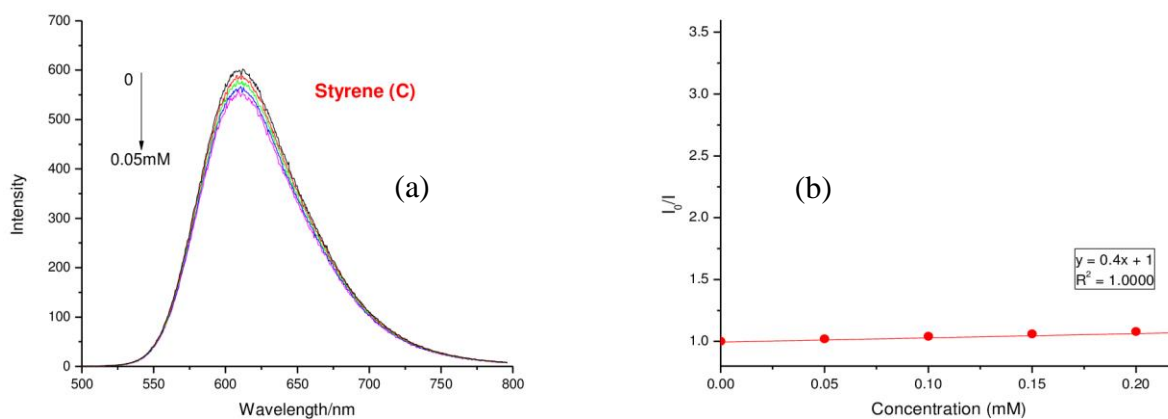 700
600
500
400
300
200
100
0
Intensity
0
0.05mM
Styrene (C)
(a)
500 550 600 650 700 750 800
Wavelength/nm
3.5
3.0
2.5
2.0
1.5
1.0
I₀/I
(b)
y = 0.4x + 1
R² = 1.0000
0.00 0.05 0.10 0.15 0.20
Concentration (mM)